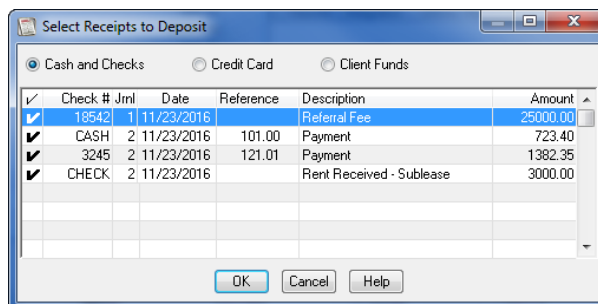 Select Receipts to Deposit
Cash and Checks Credit Card Client Funds
Check # Jrnl Date Reference Description Amount
18542 1 11/23/2016 Referral Fee 25000.00
CASH 2 11/23/2016 101.00 Payment 723.40
3245 2 11/23/2016 121.01 Payment 1382.35
CHECK 2 11/23/2016 Rent Received - Sublease 3000.00
OK Cancel Help